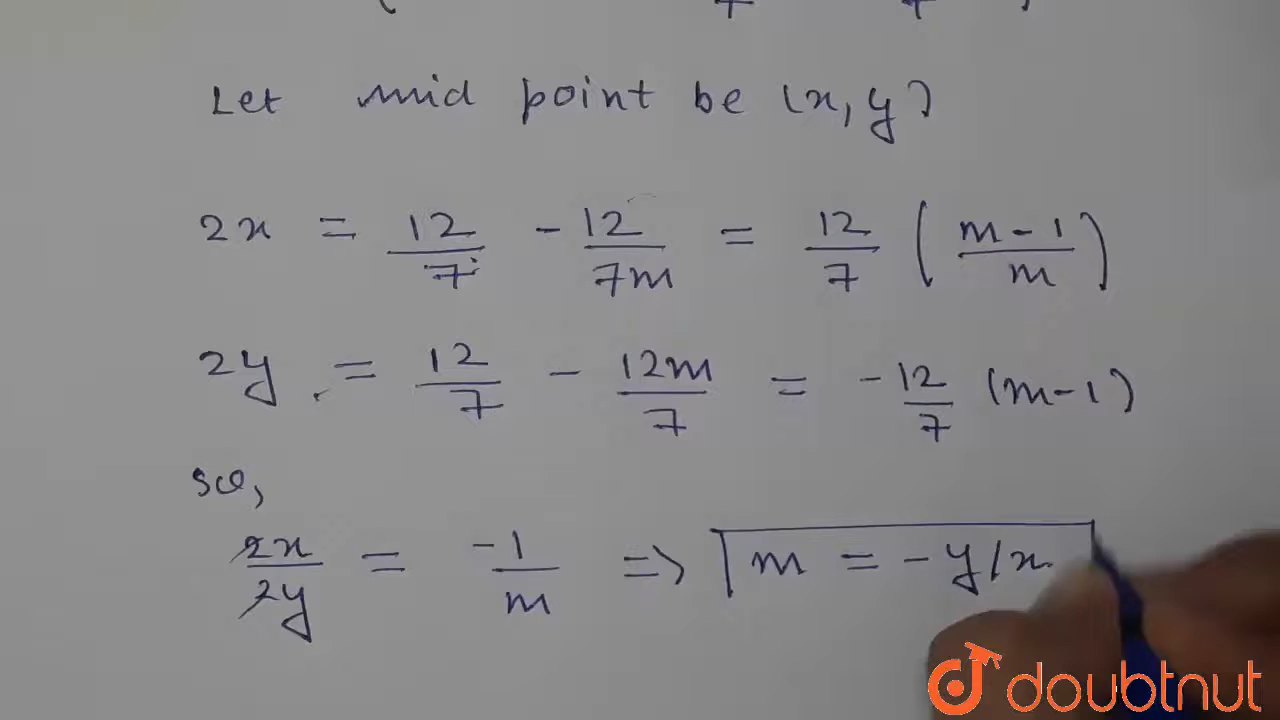 Let mid point be (x, y)
2x = 12/7 - 12/7m = 12/7 (m-1/m)
2y = 12/7 - 12m/7 = -12/7 (m-1)
so,
2x/2y = -1/m => m = -y/x
doubtnut